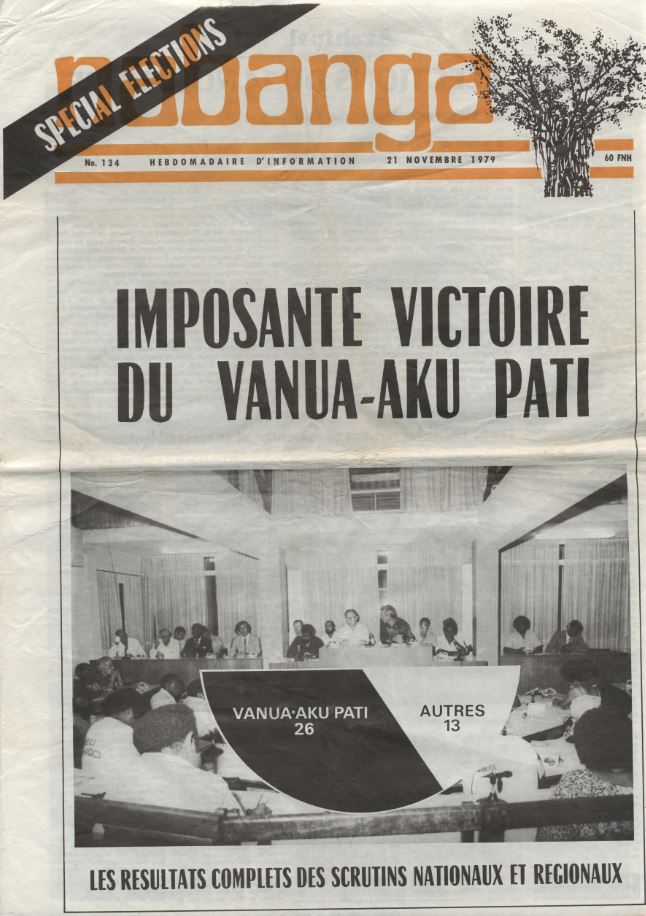 SPECIAL ELECTIONS
nabanga
No. 134 HEBDOMADAIRE D'INFORMATION 21 NOVEMBRE 1979 60 FNH
IMPOSANTE VICTOIRE
DU VANUA-AKU PATI
VANUA·AKU PATI
26
AUTRES
13
LES RESULTATS COMPLETS DES SCRUTINS NATIONAUX ET REGIONAUX